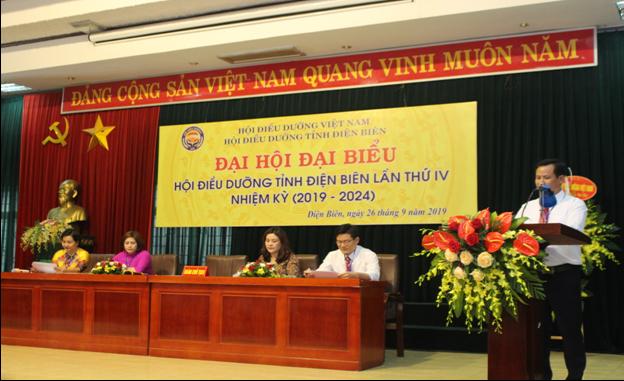 ĐẢNG CỘNG SẢN VIỆT NAM QUANG VINH MUÔN NĂM
HỘI ĐIỀU DƯỠNG VIỆT NAM
HỘI ĐIỀU DƯỠNG TỈNH ĐIỆN BIÊN
ĐẠI HỘI ĐẠI BIỂU
HỘI ĐIỀU DƯỠNG TỈNH ĐIỆN BIÊN LẦN THỨ IV
NHIỆM KỲ (2019 - 2024)
Điện Biên, ngày 26 tháng 9 năm 2019